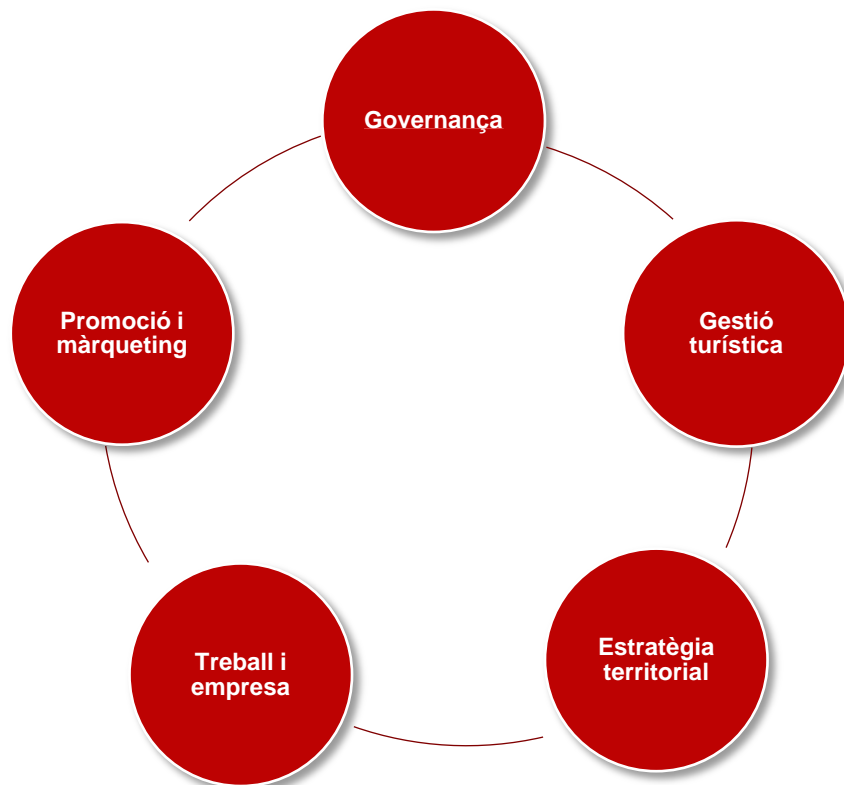 Governança
Gestió
turística
Estratègia
territorial
Treball i
empresa
Promoció i
màrqueting